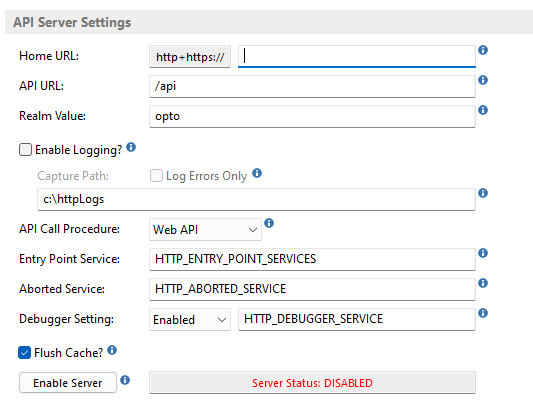 API Server Settings
Home URL: http+https://
API URL: /api
Realm Value: opto
Enable Logging?
Capture Path: Log Errors Only
c:\httpLogs
API Call Procedure: Web API
Entry Point Service: HTTP_ENTRY_POINT_SERVICES
Aborted Service: HTTP_ABORTED_SERVICE
Debugger Setting: Enabled HTTP_DEBUGGER_SERVICE
Flush Cache?
Enable Server Server Status: DISABLED